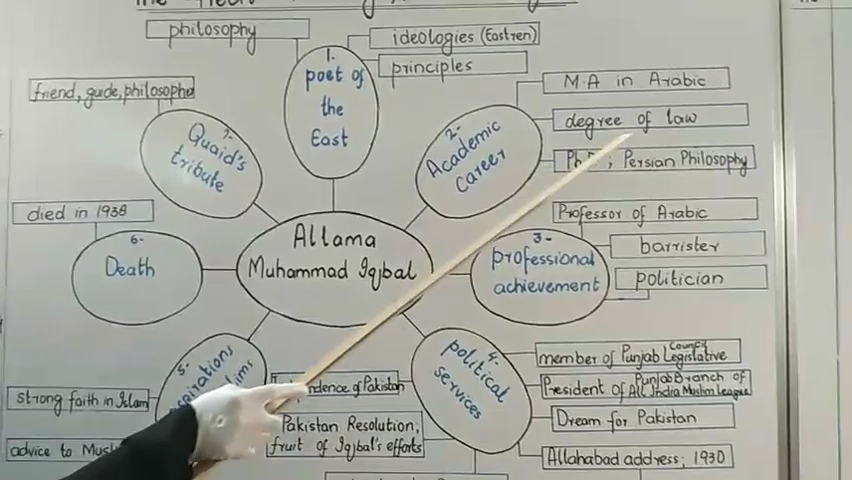 philosophy
1.
poet of
the
East
ideologies (Eastren)
principles
2-
Academic
Career
M.A in Arabic
degree of law
Persian Philosophy
3-
professional
achievement
Professor of Arabic
barrister
politician
4-
political
services
member of Punjab Legislative
Council
President of Punjab Branch of
All India Muslim League
Dream for Pakistan
Allahabad address; 1930
Pakistan Resolution;
fruit of Iqbal's efforts
of Pakistan
5-
strong faith in Islam
advice to
6-
Death
died in 1938
7-
Quaid's
tribute
friend, guide, philosophe
Allama
Muhammad Iqbal